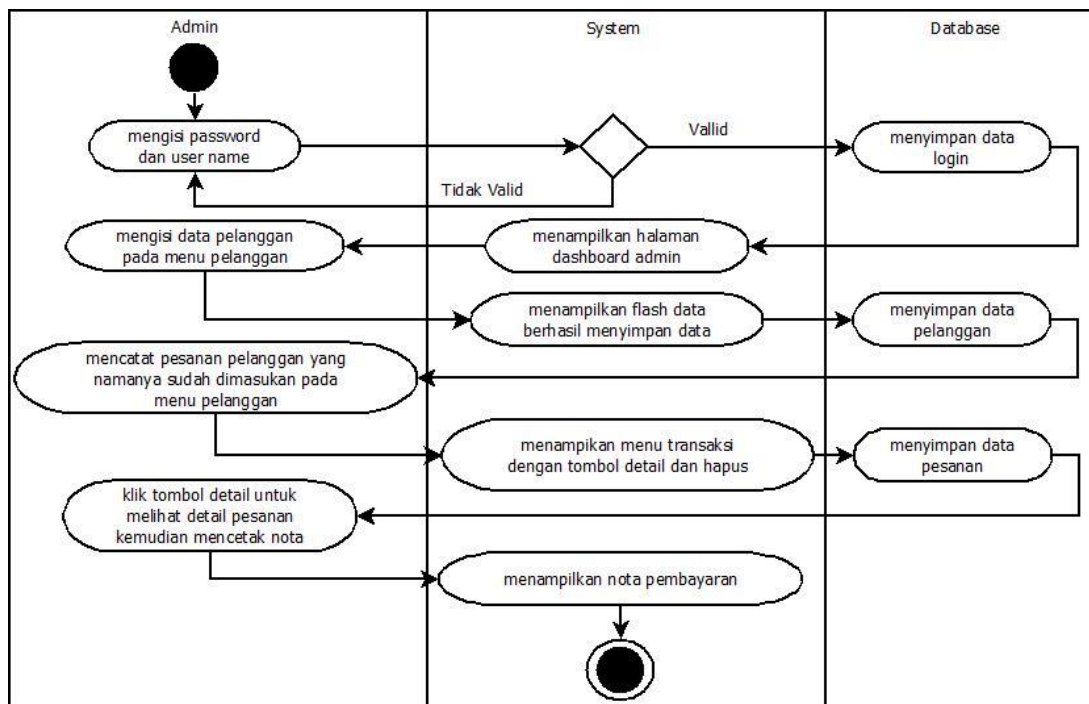 Admin
System
Database
mengisi password
dan user name
Vallid
menyimpan data
login
Tidak Valid
mengisi data pelanggan
pada menu pelanggan
menampilkan halaman
dashboard admin
menampilkan flash data
berhasil menyimpan data
menyimpan data
pelanggan
mencatat pesanan pelanggan yang
namanya sudah dimasukan pada
menu pelanggan
menampikan menu transaksi
dengan tombol detail dan hapus
menyimpan data
pesanan
klik tombol detail untuk
melihat detail pesanan
kemudian mencetak nota
menampilkan nota pembayaran